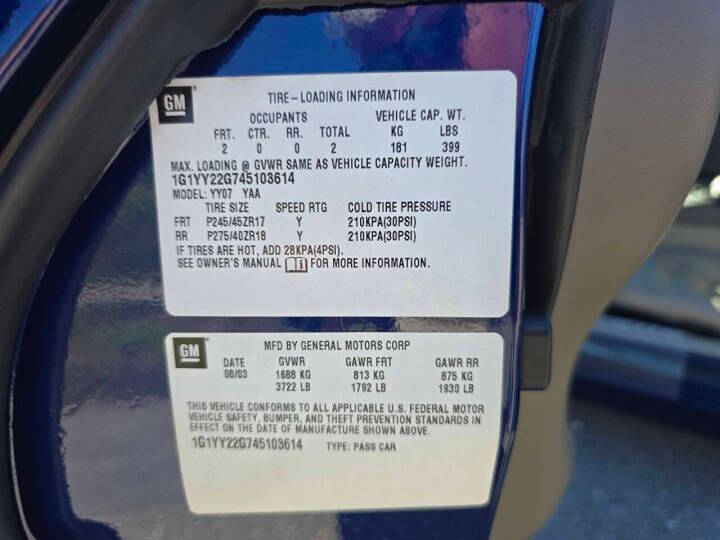 GM
TIRE-LOADING INFORMATION
OCCUPANTS VEHICLE CAP. WT.
FRT. CTR. RR. TOTAL KG LBS
2 0 0 2 181 399
MAX. LOADING @ GVWR SAME AS VEHICLE CAPACITY WEIGHT.
1G1YY22G745103614
MODEL: YY07 YAA
TIRE SIZE SPEED RTG COLD TIRE PRESSURE
FRT P245/45ZR17 Y 210KPA(30PSI)
RR P275/40ZR18 Y 210KPA(30PSI)
IF TIRES ARE HOT, ADD 28KPA(4PSI).
SEE OWNER'S MANUAL FOR MORE INFORMATION.
GM
MFD BY GENERAL MOTORS CORP
DATE GVWR GAWR FRT GAWR RR
08/03 1688 KG 813 KG 875 KG
3722 LB 1792 LB 1930 LB
THIS VEHICLE CONFORMS TO ALL APPLICABLE U.S. FEDERAL MOTOR
VEHICLE SAFETY, BUMPER, AND THEFT PREVENTION STANDARDS IN
EFFECT ON THE DATE OF MANUFACTURE SHOWN ABOVE.
1G1YY22G745103614 TYPE: PASS CAR